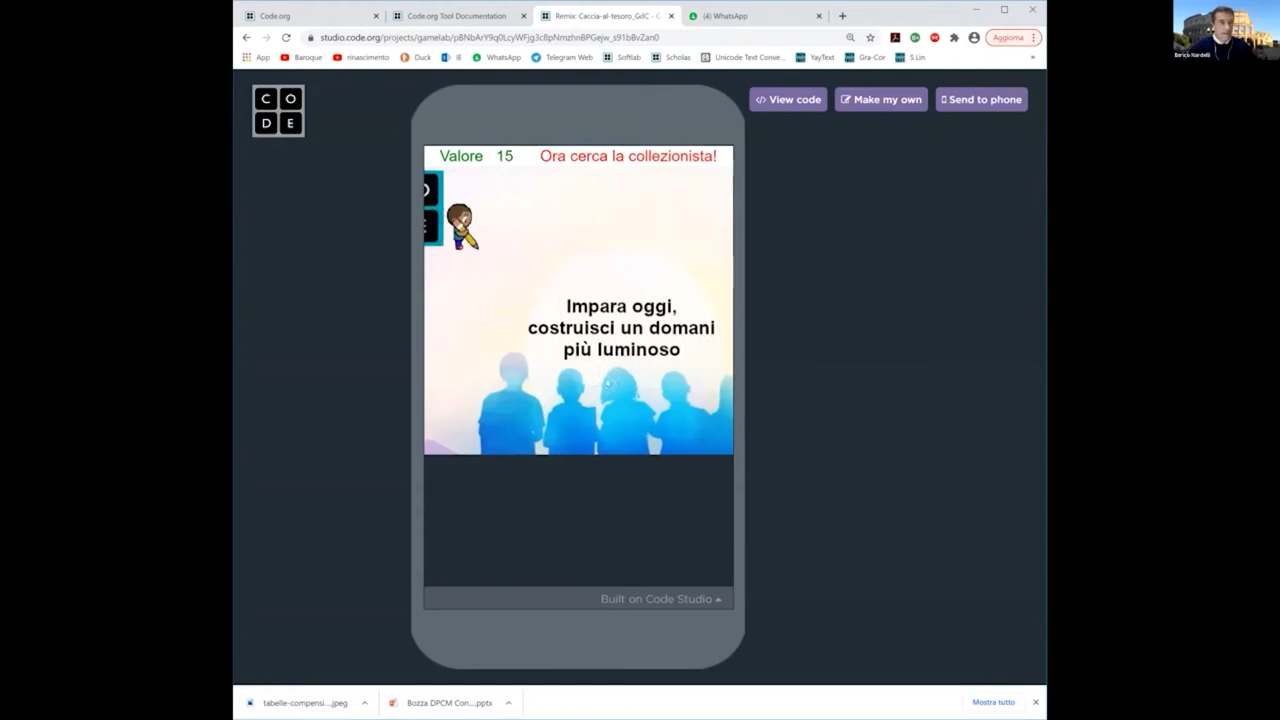 Code.org
Code.org Tool Documentation
Remix: Caccia-al-tesoro_GdC - G
(4) WhatsApp
studio.code.org/projects/gamelab/p8NbArY9q0LcyWFjg3c8pNmzhnBPGejw_s91bBvZan0
Aggiorna
App
Baroque
rinascimento
Duck
IE
WhatsApp
Telegram Web
Softlab
Scholas
Unicode Text Conve...
YayText
Gra-Cor
S.Lin
Enrico Nardelli
C O
D E
View code
Make my own
Send to phone
Valore 15 Ora cerca la collezionista!
Impara oggi,
costruisci un domani
più luminoso
Built on Code Studio
tabelle-compensi....jpeg
Bozza DPCM Con....pptx
Mostra tutto